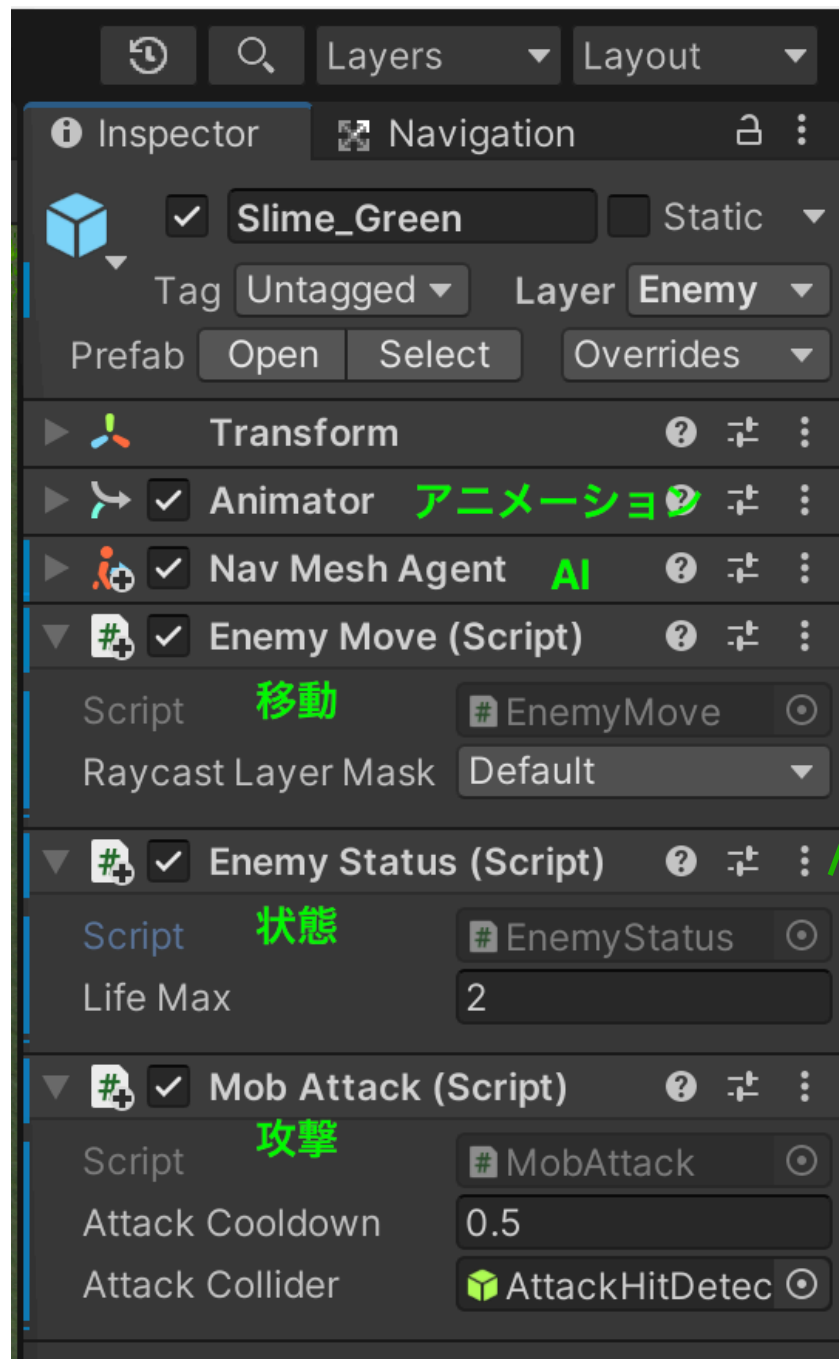 Layers Layout
Inspector Navigation
Slime_Green Static
Tag Untagged Layer Enemy
Prefab Open Select Overrides
Transform
Animator アニメーション
Nav Mesh Agent AI
Enemy Move (Script)
Script 移動 EnemyMove
Raycast Layer Mask Default
Enemy Status (Script)
Script 状態 EnemyStatus
Life Max 2
Mob Attack (Script)
Script 攻撃 MobAttack
Attack Cooldown 0.5
Attack Collider AttackHitDetec